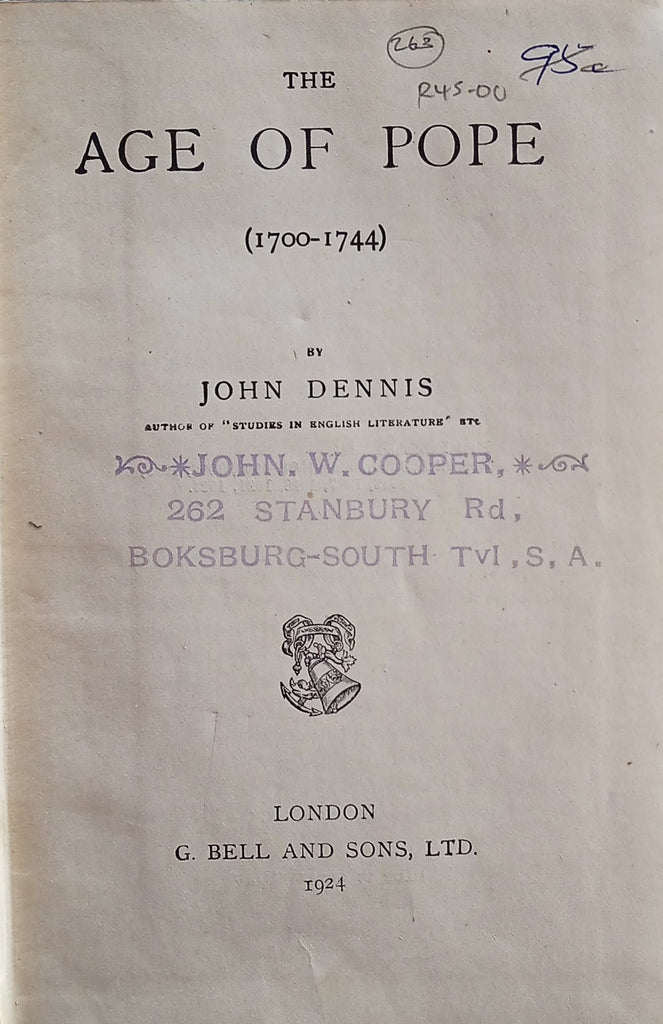 263
95c
R45-00
THE
AGE OF POPE
(1700-1744)
BY
JOHN DENNIS
AUTHOR OF "STUDIES IN ENGLISH LITERATURE" ETC
JOHN. W. COOPER,
262 STANBURY Rd,
BOKSBURG-SOUTH Tvl, S, A.
LONDON
G. BELL AND SONS, LTD.
1924